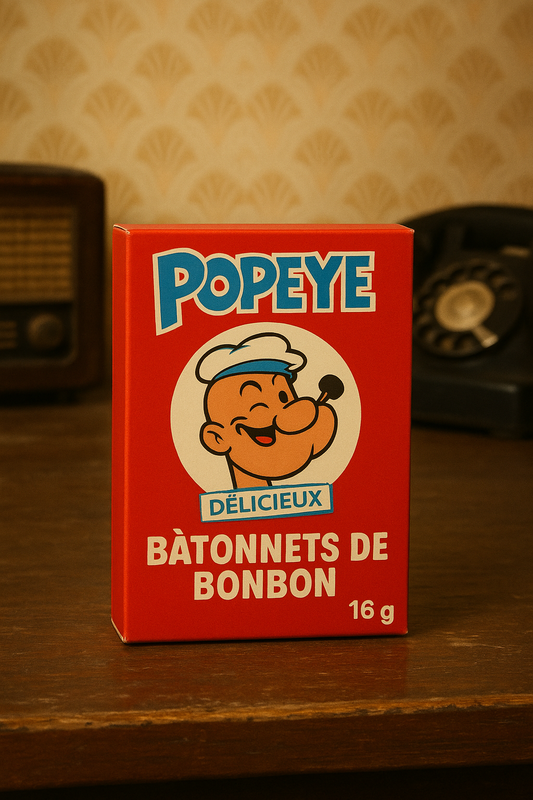 POPEYE
DËLICIEUX
BÀTONNETS DE
BONBON
16 g